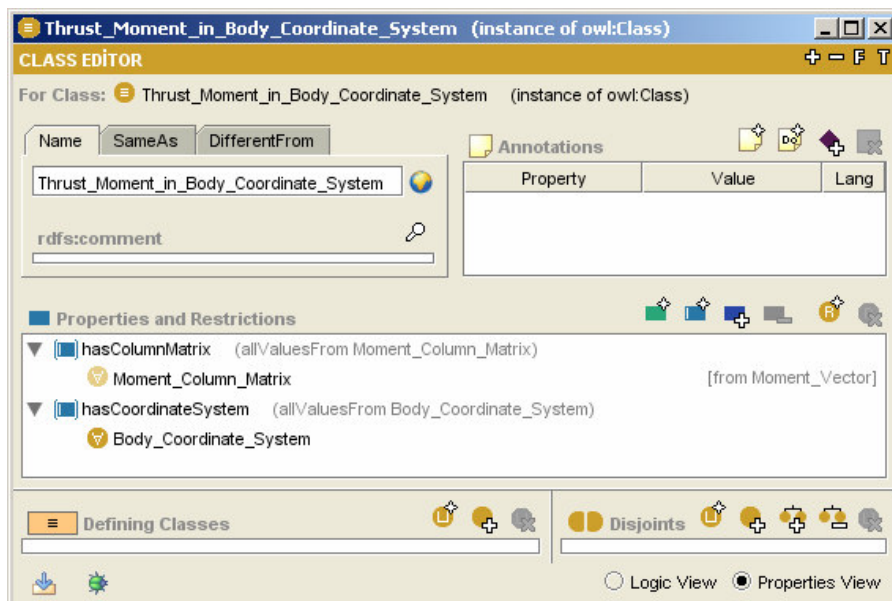 Thrust_Moment_in_Body_Coordinate_System (instance of owl:Class)
CLASS EDİTOR
F T
For Class: Thrust_Moment_in_Body_Coordinate_System (instance of owl:Class)
Name SameAs DifferentFrom
Annotations
Thrust_Moment_in_Body_Coordinate_System
Property Value Lang
rdfs:comment
Properties and Restrictions
R
hasColumnMatrix (allValuesFrom Moment_Column_Matrix)
∀ Moment_Column_Matrix [from Moment_Vector]
hasCoordinateSystem (allValuesFrom Body_Coordinate_System)
∀ Body_Coordinate_System
Defining Classes
Disjoints
Logic View Properties View